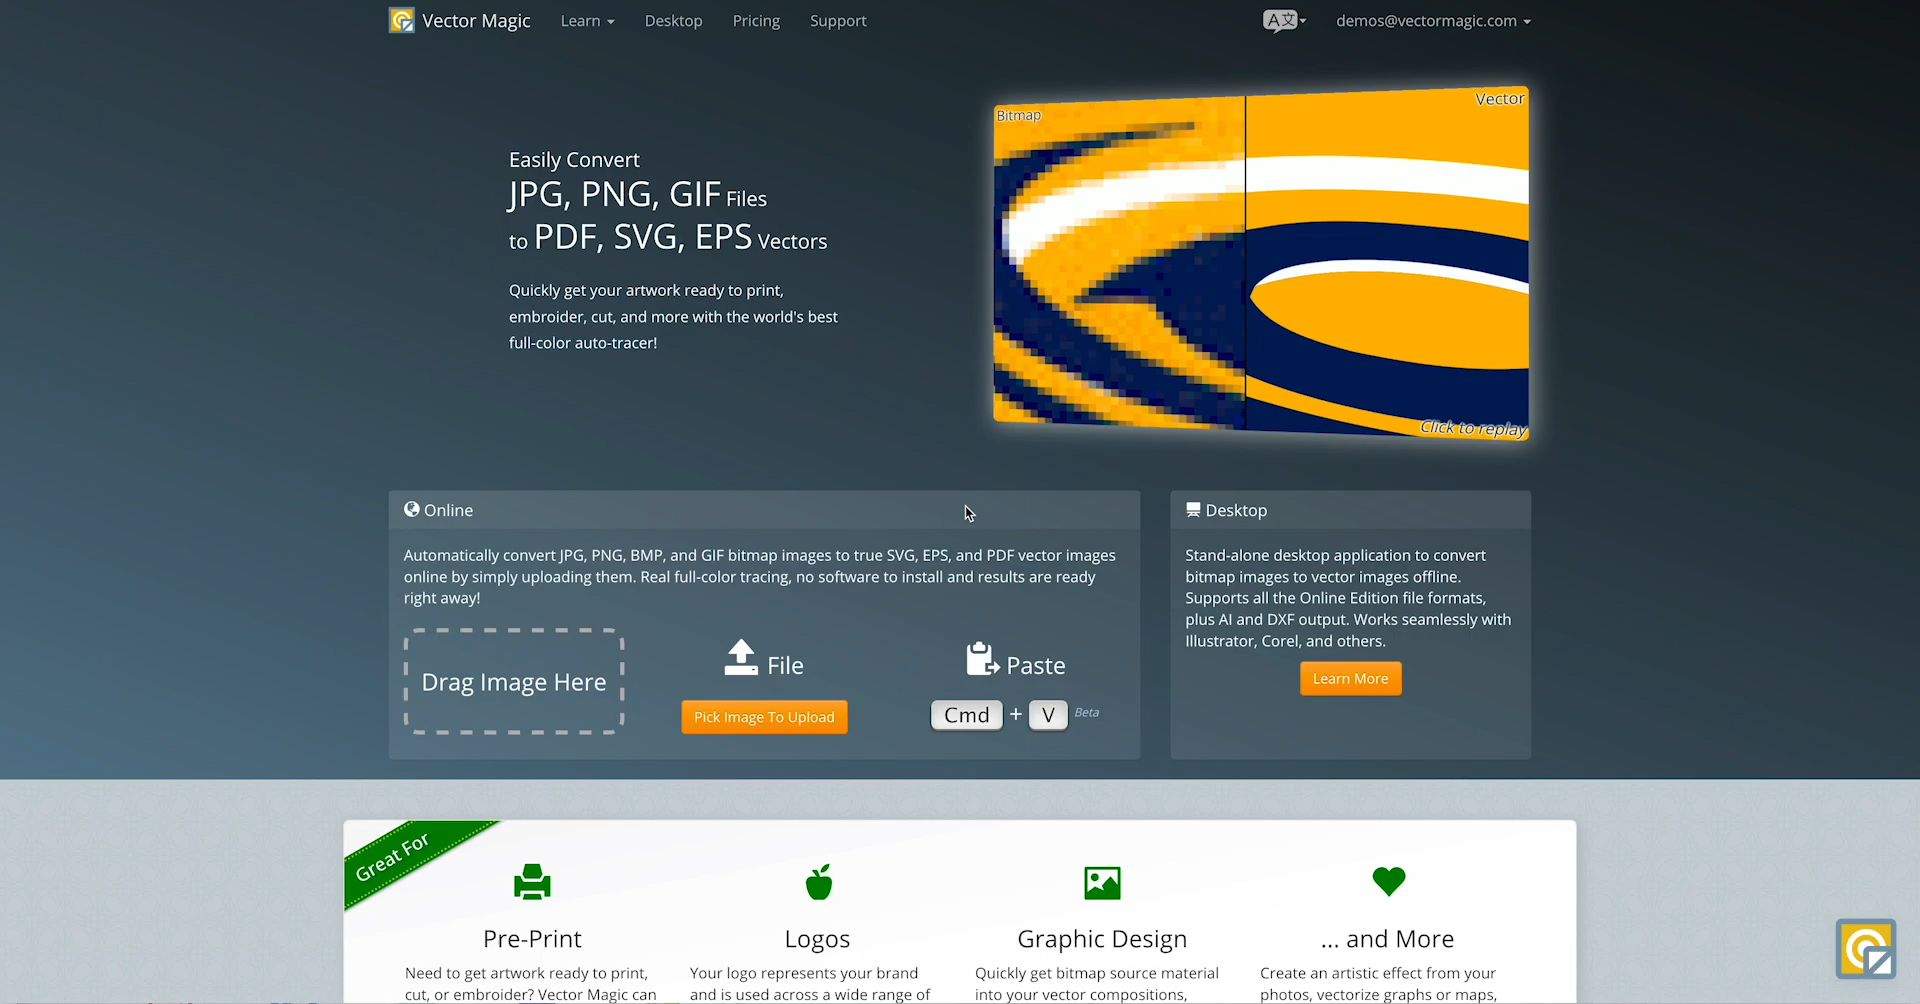 Vector Magic
Learn
Desktop
Pricing
Support
A文
demos@vectormagic.com
Easily Convert
JPG, PNG, GIF Files
to PDF, SVG, EPS Vectors
Quickly get your artwork ready to print,
embroider, cut, and more with the world's best
full-color auto-tracer!
Bitmap
Vector
Click to replay
Online
Automatically convert JPG, PNG, BMP, and GIF bitmap images to true SVG, EPS, and PDF vector images
online by simply uploading them. Real full-color tracing, no software to install and results are ready
right away!
Drag Image Here
File
Pick Image To Upload
Paste
Cmd + V Beta
Desktop
Stand-alone desktop application to convert
bitmap images to vector images offline.
Supports all the Online Edition file formats,
plus AI and DXF output. Works seamlessly with
Illustrator, Corel, and others.
Learn More
Great For
Pre-Print
Need to get artwork ready to print,
cut, or embroider? Vector Magic can
Logos
Your logo represents your brand
and is used across a wide range of
Graphic Design
Quickly get bitmap source material
into your vector compositions,
... and More
Create an artistic effect from your
photos, vectorize graphs or maps,